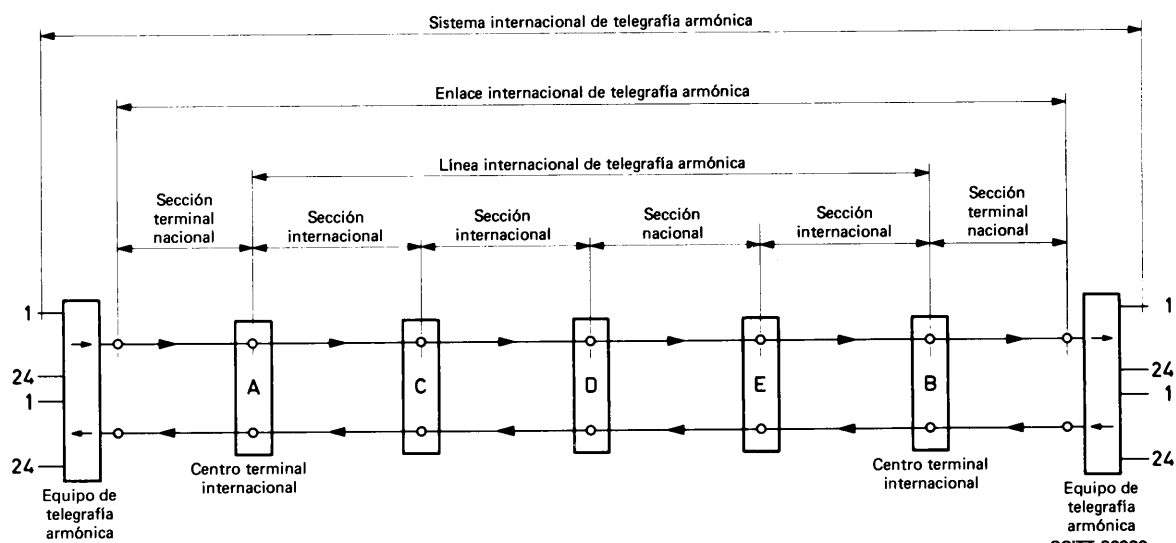 Sistema internacional de telegrafía armónica
Enlace internacional de telegrafía armónica
Línea internacional de telegrafía armónica
Sección
terminal
nacional
Sección
internacional
Sección
internacional
Sección
nacional
Sección
internacional
Sección
terminal
nacional
1
24
1
24
A
C
D
E
B
1
24
1
24
Centro terminal
internacional
Centro terminal
internacional
Equipo de
telegrafía
armónica
Equipo de
telegrafía
armónica